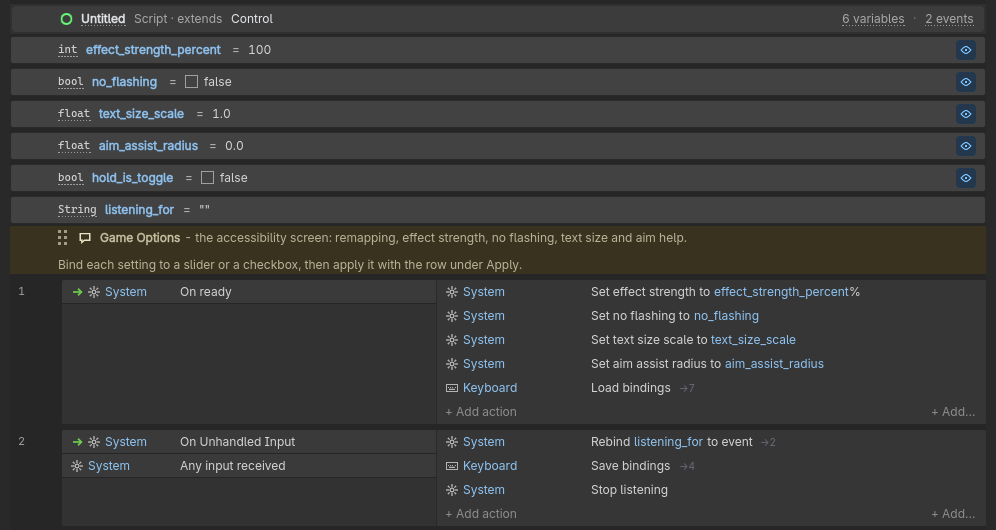 Untitled Script · extends Control 6 variables · 2 events
int effect_strength_percent = 100
bool no_flashing = false
float text_size_scale = 1.0
float aim_assist_radius = 0.0
bool hold_is_toggle = false
String listening_for = ""
Game Options - the accessibility screen: remapping, effect strength, no flashing, text size and aim help.
Bind each setting to a slider or a checkbox, then apply it with the row under Apply.
1 → System On ready System Set effect strength to effect_strength_percent%
System Set no flashing to no_flashing
System Set text size scale to text_size_scale
System Set aim assist radius to aim_assist_radius
Keyboard Load bindings →7
+ Add action + Add...
2 → System On Unhandled Input System Rebind listening_for to event →2
System Any input received Keyboard Save bindings →4
System Stop listening
+ Add action + Add...